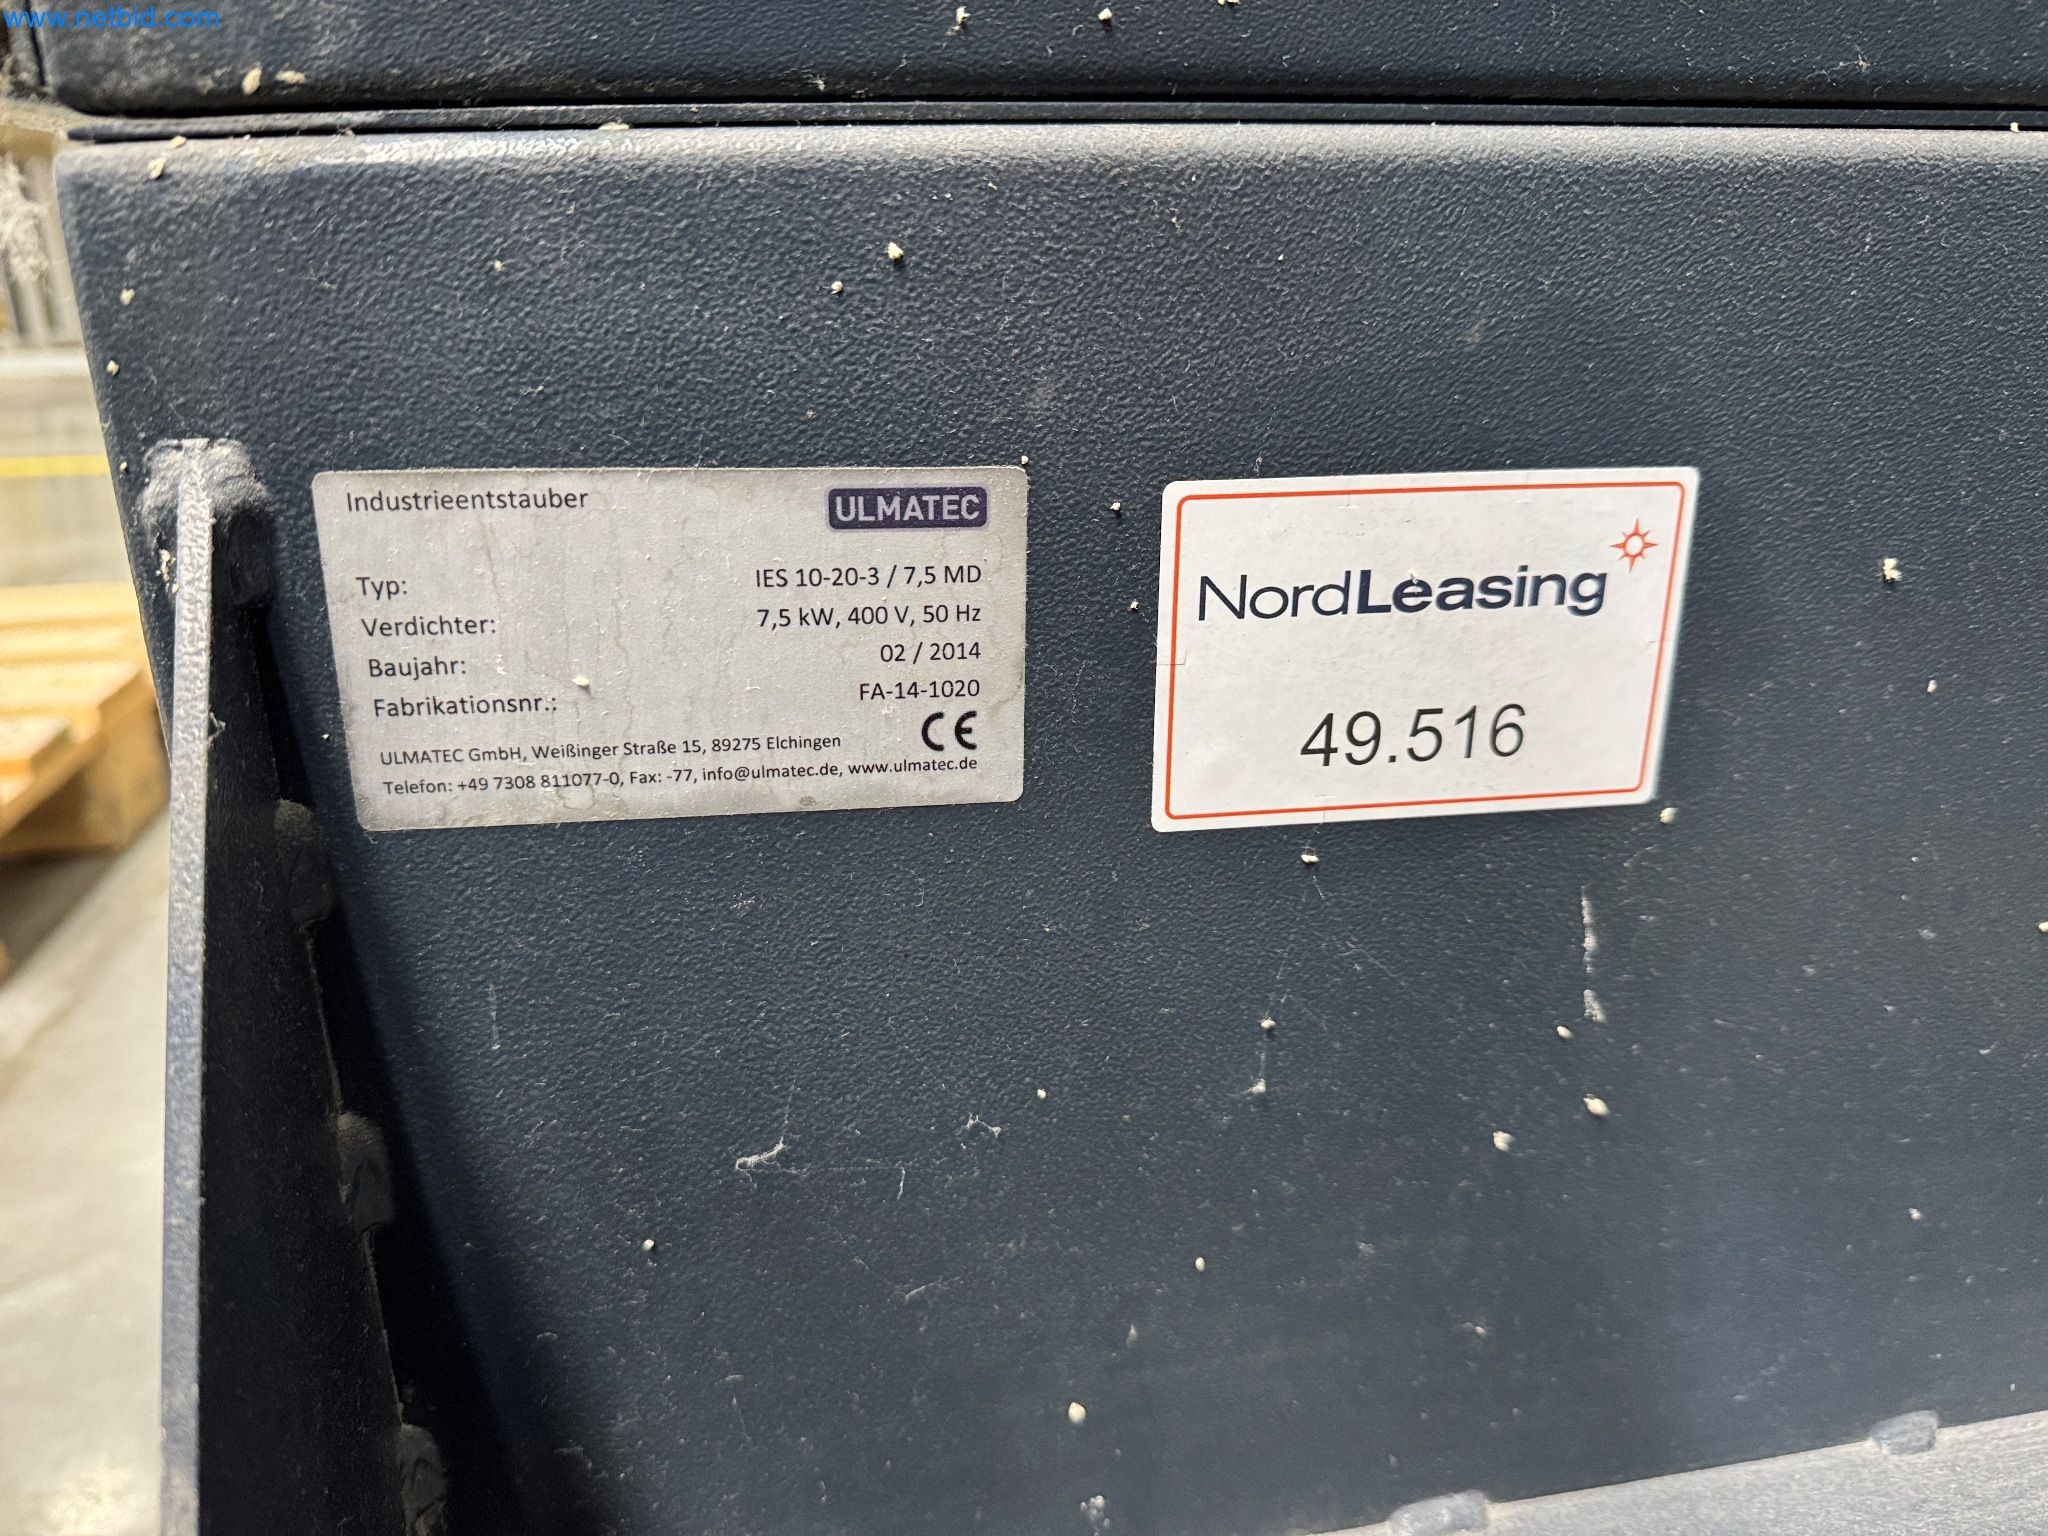 www.netbid.com
Industrieentstauber
ULMATEC
Typ: IES 10-20-3 / 7,5 MD
Verdichter: 7,5 kW, 400 V, 50 Hz
Baujahr: 02 / 2014
Fabrikationsnr.: FA-14-1020
CE
ULMATEC GmbH, Weißinger Straße 15, 89275 Elchingen
Telefon: +49 7308 811077-0, Fax: -77, info@ulmatec.de, www.ulmatec.de
NordLeasing
49.516